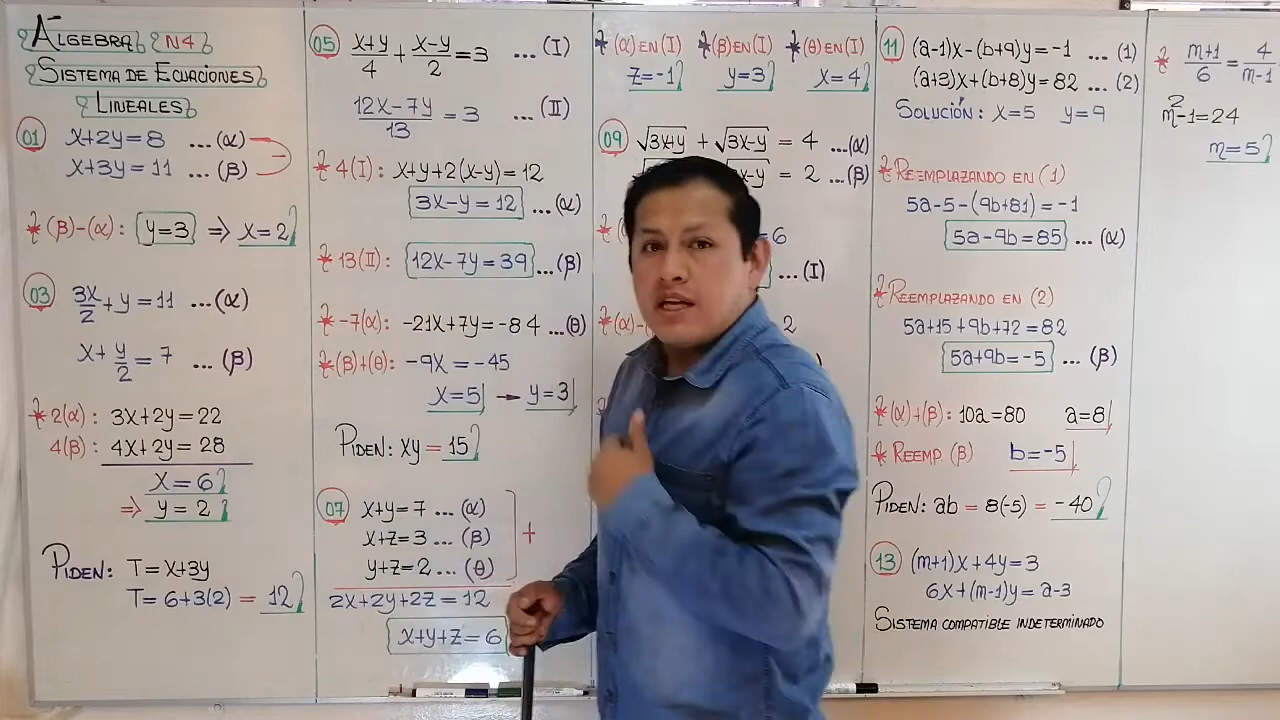 ÁLGEBRA N4
SISTEMA DE ECUACIONES
LINEALES
01 x+2y=8 ...(α)
x+3y=11 ...(β)
* (β)-(α): y=3 ⇒ x=2
03 3x/2+y=11 ...(α)
x+y/2=7 ...(β)
* 2(α): 3x+2y=22
4(β): 4x+2y=28
x=6
⇒ y=2
PIDEN: T=x+3y
T=6+3(2)=12
05 x+y/4+x-y/2=3 ...(I)
12x-7y/13=3 (II)
* 4(I): x+y+2(x-y)=12
3x-y=12 ...(α)
* 13(II): 12x-7y=39 ...(β)
* -7(α): -21x+7y=-84 ...(θ)
* (β)+(θ): -9x=-45
x=5 → y=3
PIDEN: xy=15
07 x+y=7 ...(α)
x+z=3 ...(β)
y+z=2 ...(θ)
+
2x+2y+2z=12
x+y+z=6
* (α) EN (I) * (β) EN (I) * (θ) EN (I)
z=-1 y=3 x=4
09 √3x+y + √3x-y = 4 ...(α)
x-y = 2 ...(β)
=6
...(I)
* (α)-(
2
11 (a-1)x-(b+9)y=-1 ...(1)
(a+3)x+(b+8)y=82 ...(2)
SOLUCIÓN: x=5 y=9
* REEMPLAZANDO EN (1)
5a-5-(9b+81)=-1
5a-9b=85 ...(α)
* REEMPLAZANDO EN (2)
5a+15+9b+72=82
5a+9b=-5 ...(β)
* (α)+(β): 10a=80 a=8
* REEMP. (β) b=-5
PIDEN: ab=8(-5)=-40
13 (m+1)x+4y=3
6x+(m-1)y=a-3
SISTEMA COMPATIBLE INDETERMINADO
* m+1/6=4/m-1
m²-1=24
m=5